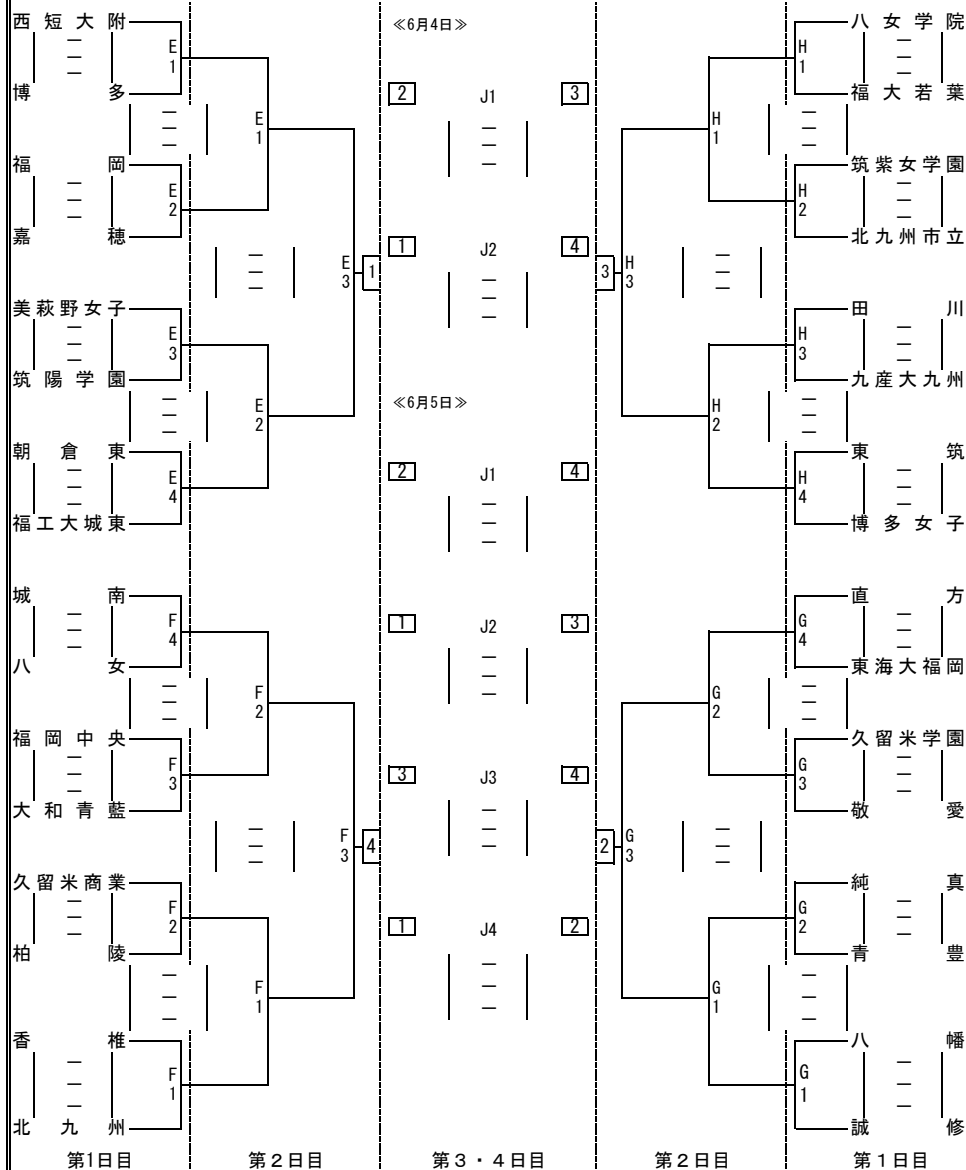 西短大附
E1
博多
E1
福岡
E2
嘉穂
E3
1
美萩野女子
E3
筑陽学園
E2
朝倉東
E4
福工大城東
城南
F4
八女
F2
福岡中央
F3
大和青藍
F3
4
久留米商業
F2
柏陵
F1
香椎
F1
北九州
≪6月4日≫
2 J1 3
1 J2 4
≪6月5日≫
2 J1 4
1 J2 3
3 J3 4
1 J4 2
八女学院
H1
福大若葉
H1
筑紫女学園
H2
北九州市立
3
H3
田川
H3
九産大九州
H2
東筑
H4
博多女子
直方
G4
東海大福岡
G2
久留米学園
G3
敬愛
2
G3
純真
G2
青豊
G1
八幡
G1
誠修
第1日目 第2日目 第3・4日目 第2日目 第1日目